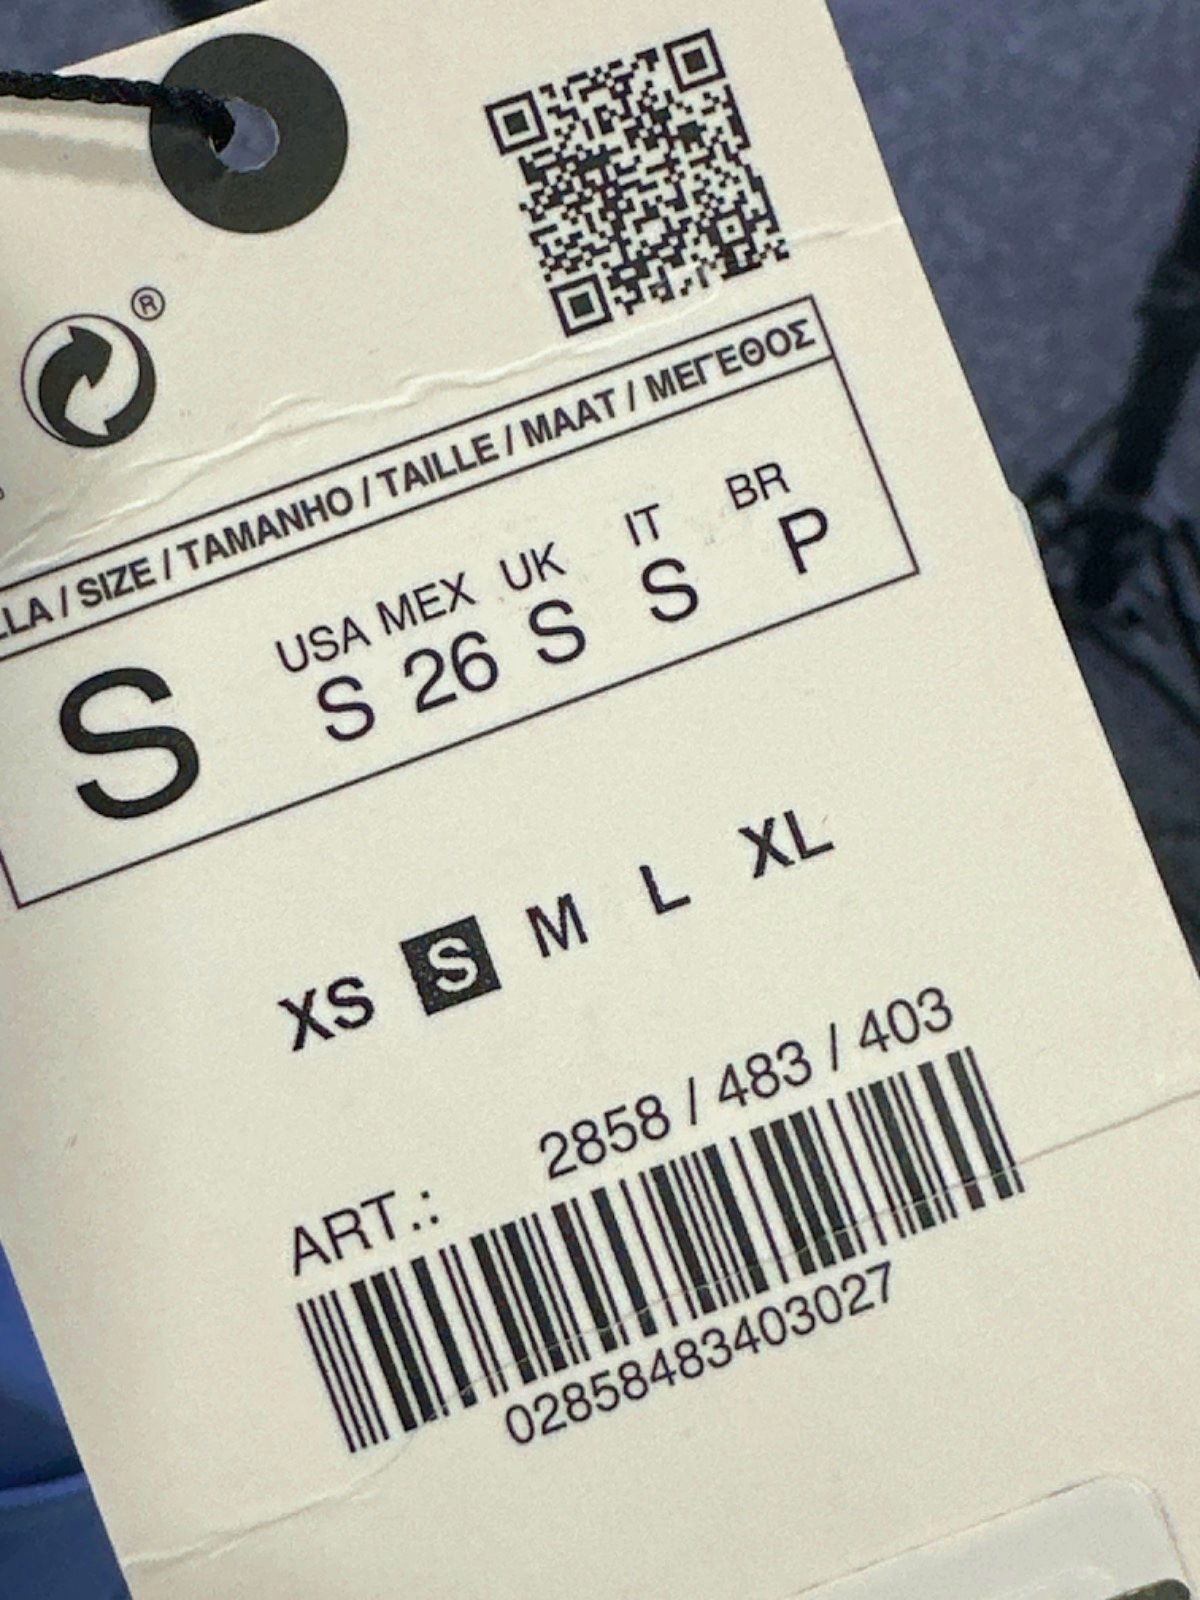 ®
LLA / SIZE / TAMANHO / TAILLE / MAAT / ΜΕΓΕΘΟΣ
USA MEX UK IT BR
S S 26 S S P
XS S M L XL
ART.: 2858 / 483 / 403
02858483403027